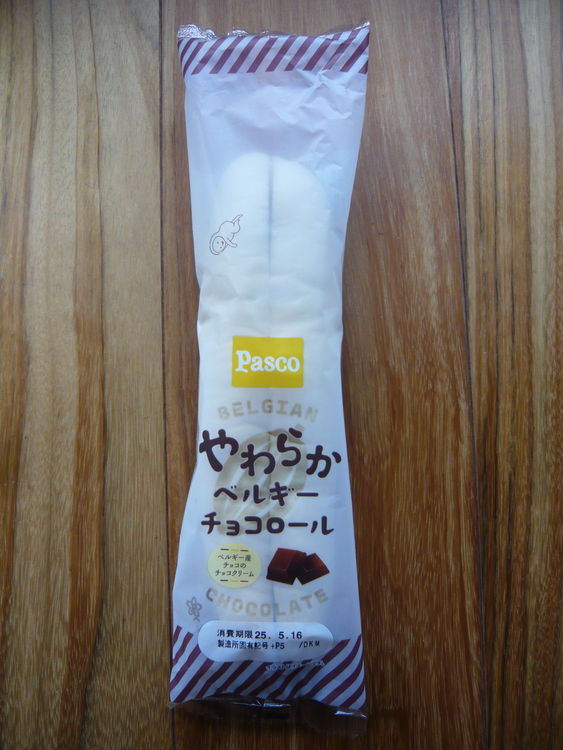 Pasco
BELGIAN
やわらか
ベルギー
チョコロール
ベルギー産
チョコの
チョコクリーム
CHOCOLATE
消費期限25. 5.16
製造所固有記号+P5 /DKM